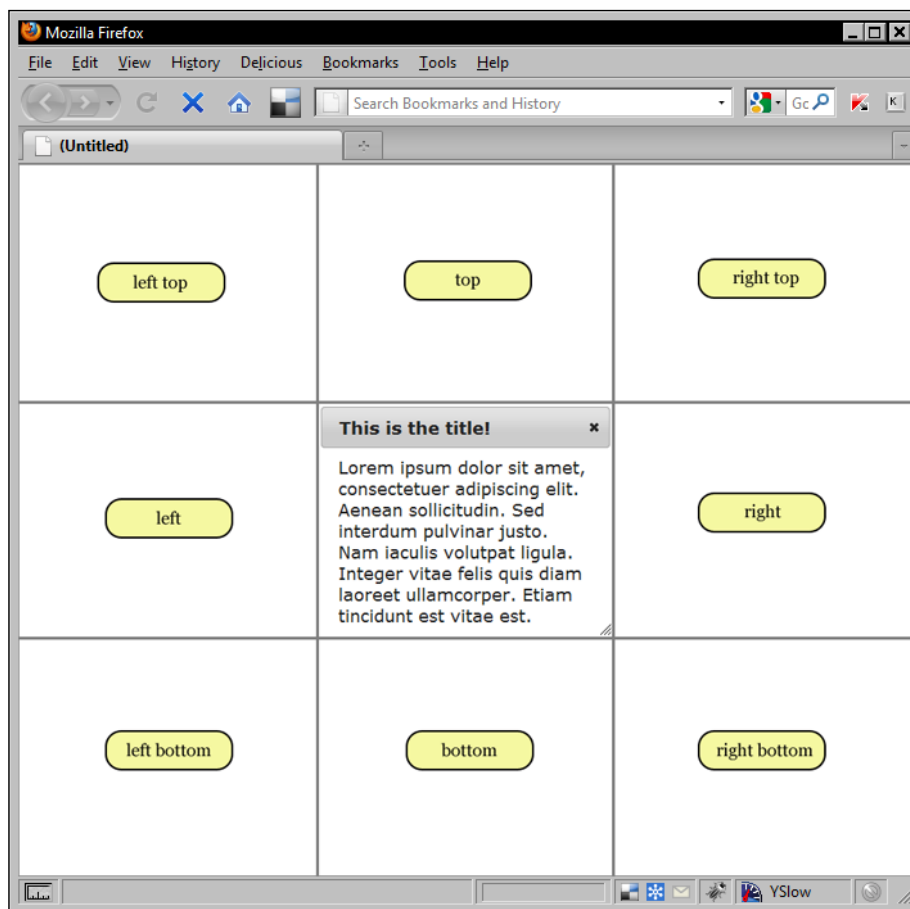 Mozilla Firefox
File Edit View History Delicious Bookmarks Tools Help
Search Bookmarks and History Gc K
(Untitled)
left top top right top
This is the title!
Lorem ipsum dolor sit amet,
consectetuer adipiscing elit.
Aenean sollicitudin. Sed
interdum pulvinar justo.
Nam iaculis volutpat ligula.
Integer vitae felis quis diam
laoreet ullamcorper. Etiam
tincidunt est vitae est.
left right
left bottom bottom right bottom
YSlow